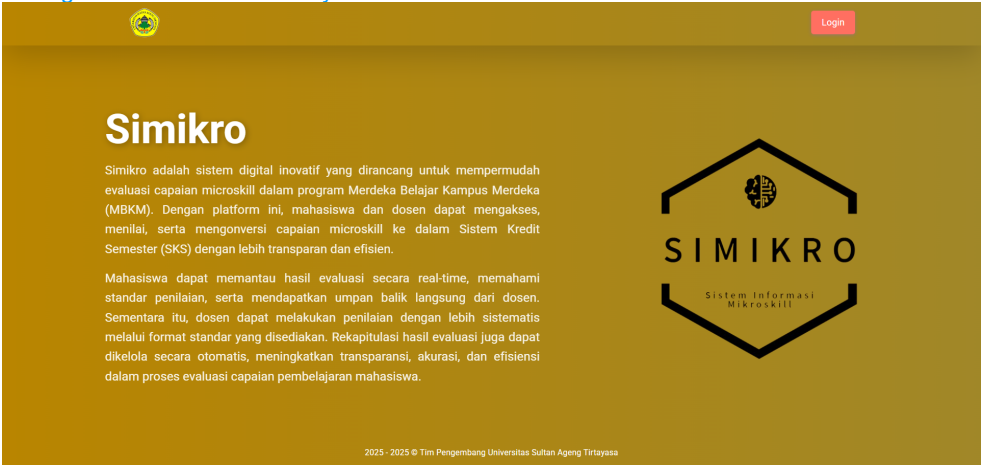 Login
Simikro
Simikro adalah sistem digital inovatif yang dirancang untuk mempermudah
evaluasi capaian microskill dalam program Merdeka Belajar Kampus Merdeka
(MBKM). Dengan platform ini, mahasiswa dan dosen dapat mengakses,
menilai, serta mengonversi capaian microskill ke dalam Sistem Kredit
Semester (SKS) dengan lebih transparan dan efisien.
Mahasiswa dapat memantau hasil evaluasi secara real-time, memahami
standar penilaian, serta mendapatkan umpan balik langsung dari dosen.
Sementara itu, dosen dapat melakukan penilaian dengan lebih sistematis
melalui format standar yang disediakan. Rekapitulasi hasil evaluasi juga dapat
dikelola secara otomatis, meningkatkan transparansi, akurasi, dan efisiensi
dalam proses evaluasi capaian pembelajaran mahasiswa.
SIMIKRO
Sistem Informasi
Mikroskill
2025 - 2025 © Tim Pengembang Universitas Sultan Ageng Tirtayasa